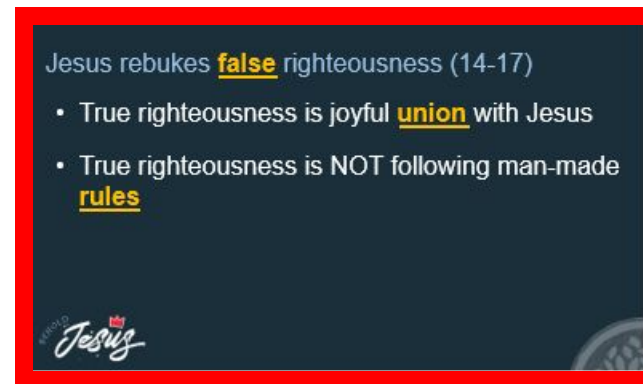 Jesus rebukes false righteousness (14-17)
• True righteousness is joyful union with Jesus
• True righteousness is NOT following man-made
rules
BEHOLD
Jesus